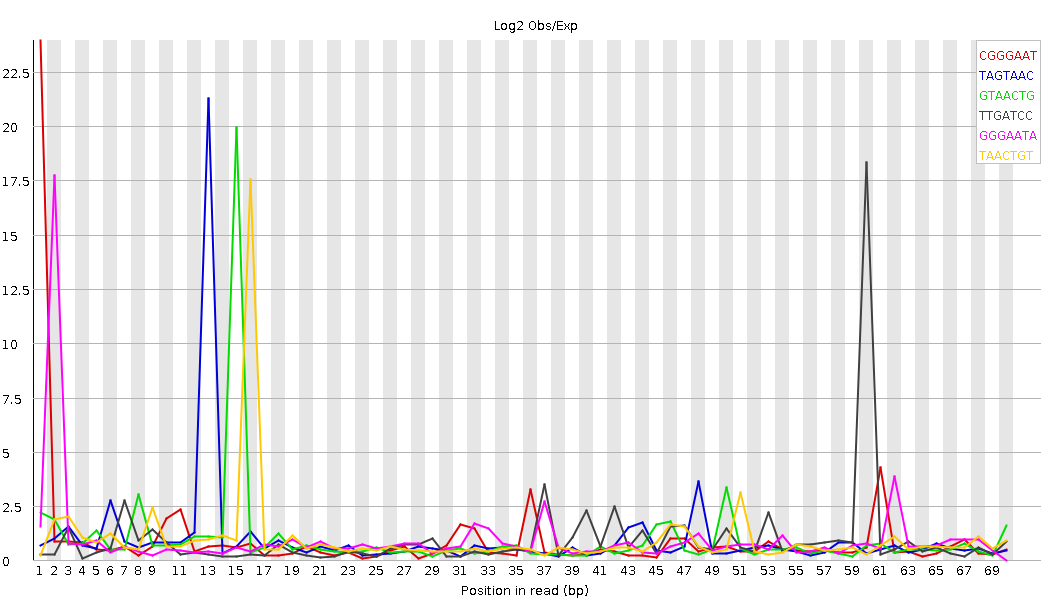 Log2 Obs/Exp
CGGGAAT
TAGTAAC
GTAACTG
TTGATCC
GGGAATA
TAACTGT
22.5
20
17.5
15
12.5
10
7.5
5
2.5
0
1 2 3 4 5 6 7 8 9 11 13 15 17 19 21 23 25 27 29 31 33 35 37 39 41 43 45 47 49 51 53 55 57 59 61 63 65 67 69
Position in read (bp)